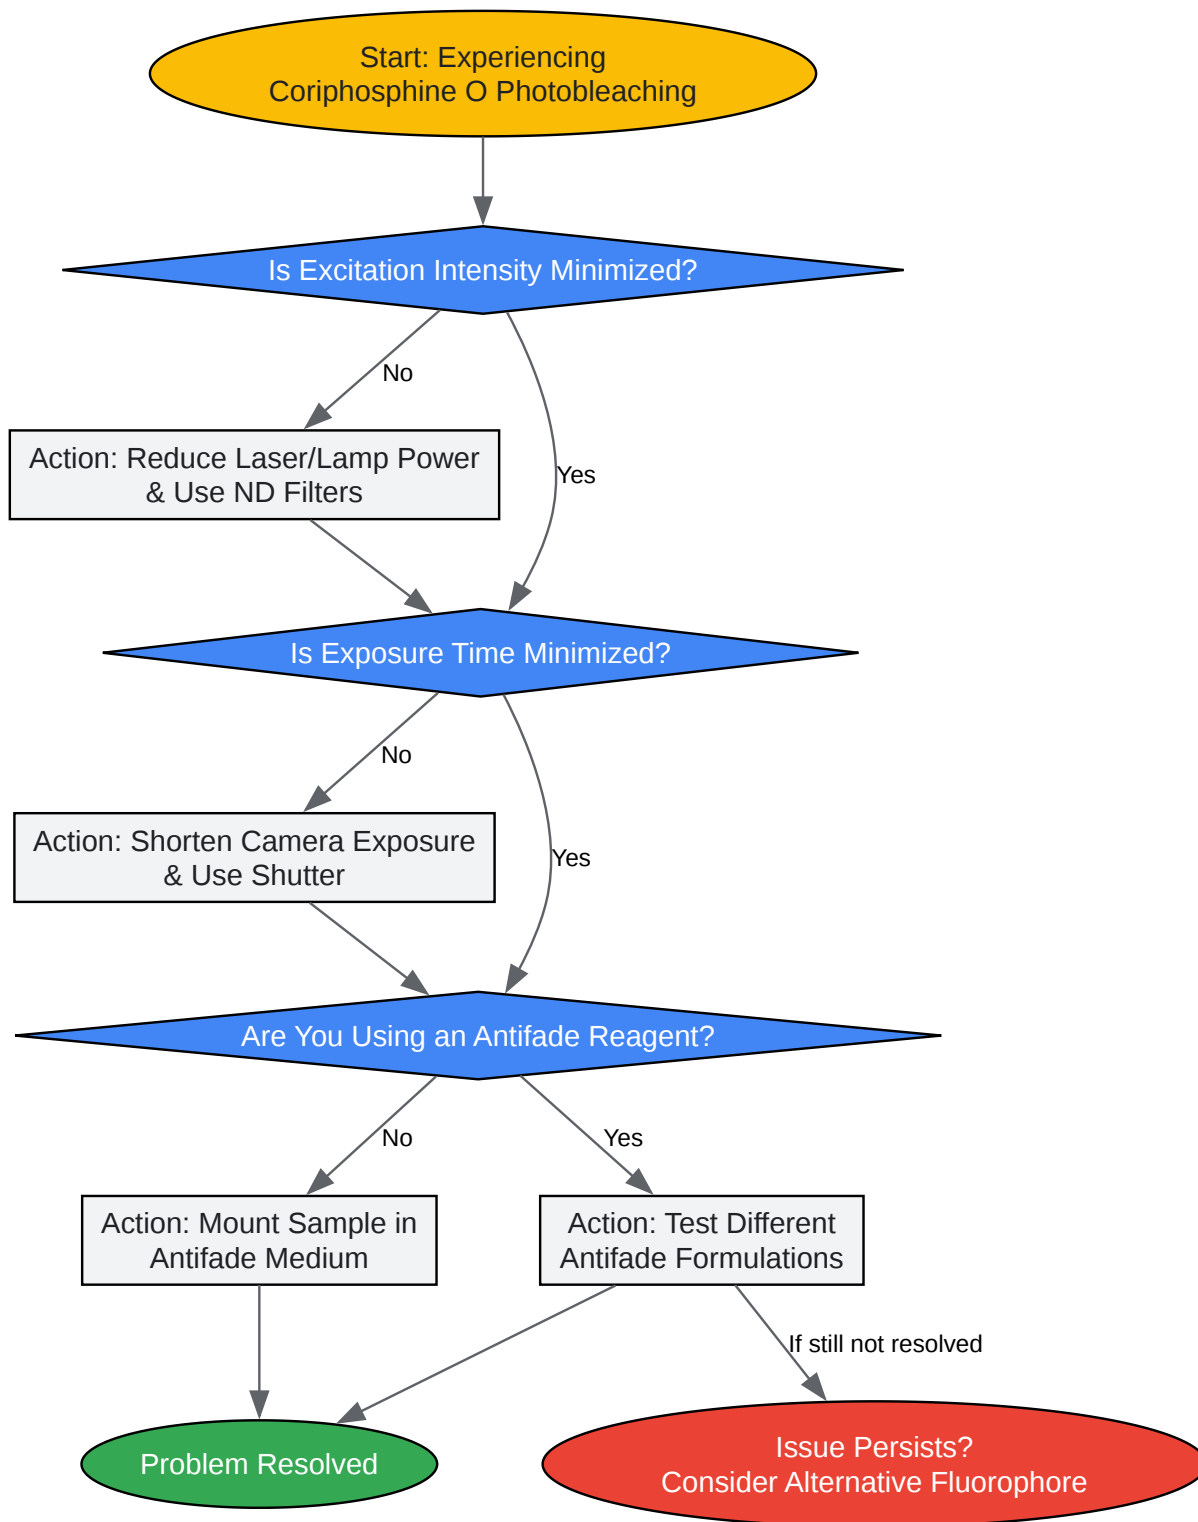 Start: Experiencing
Coriphosphine O Photobleaching
Is Excitation Intensity Minimized?
No
Yes
Action: Reduce Laser/Lamp Power
& Use ND Filters
Is Exposure Time Minimized?
No
Yes
Action: Shorten Camera Exposure
& Use Shutter
Are You Using an Antifade Reagent?
No
Yes
Action: Mount Sample in
Antifade Medium
Action: Test Different
Antifade Formulations
If still not resolved
Problem Resolved
Issue Persists?
Consider Alternative Fluorophore